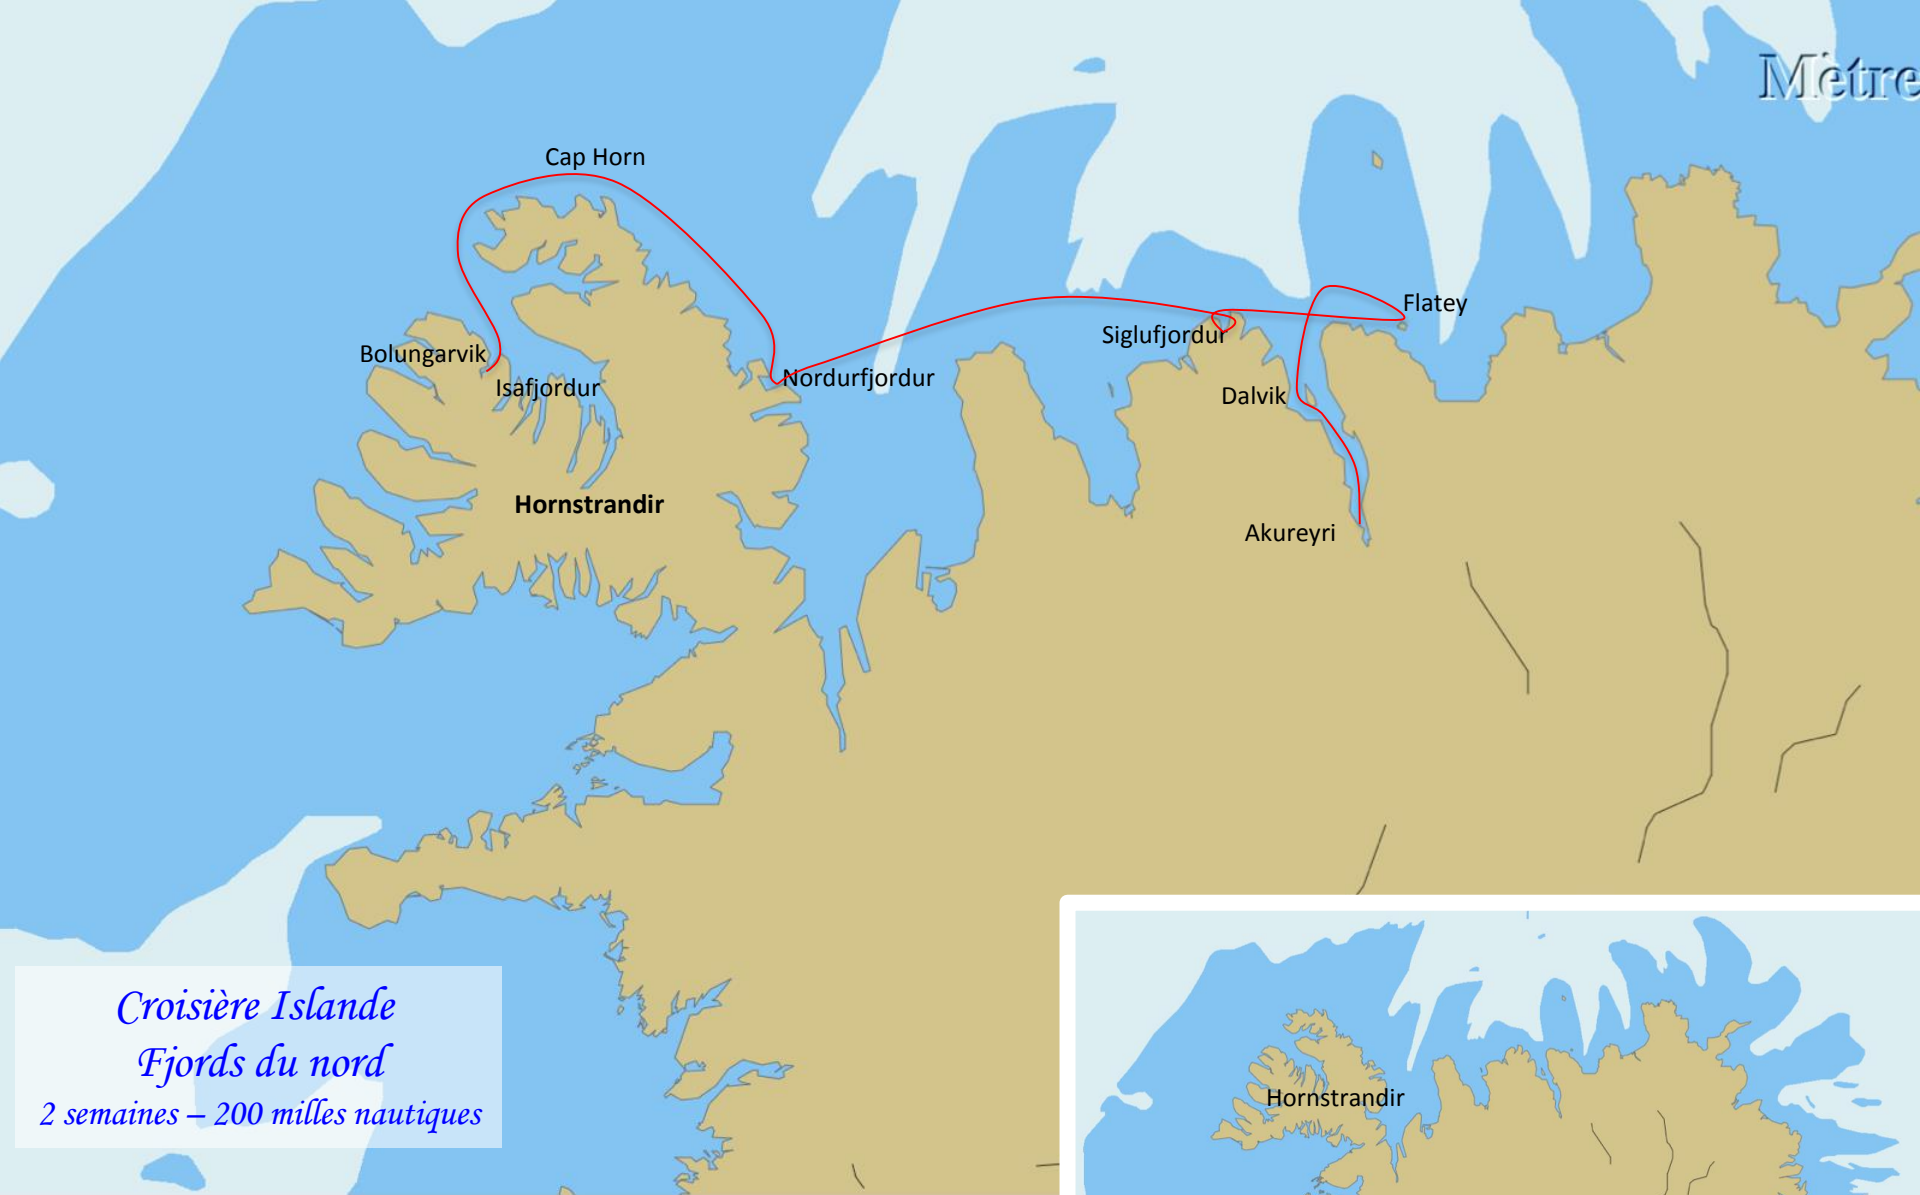 Mètre
Cap Horn
Flatey
Siglufjordur
Bolungarvik
Isafjordur
Nordurfjordur
Dalvik
Hornstrandir
Akureyri
Croisière Islande
Fjords du nord
2 semaines – 200 milles nautiques
Hornstrandir